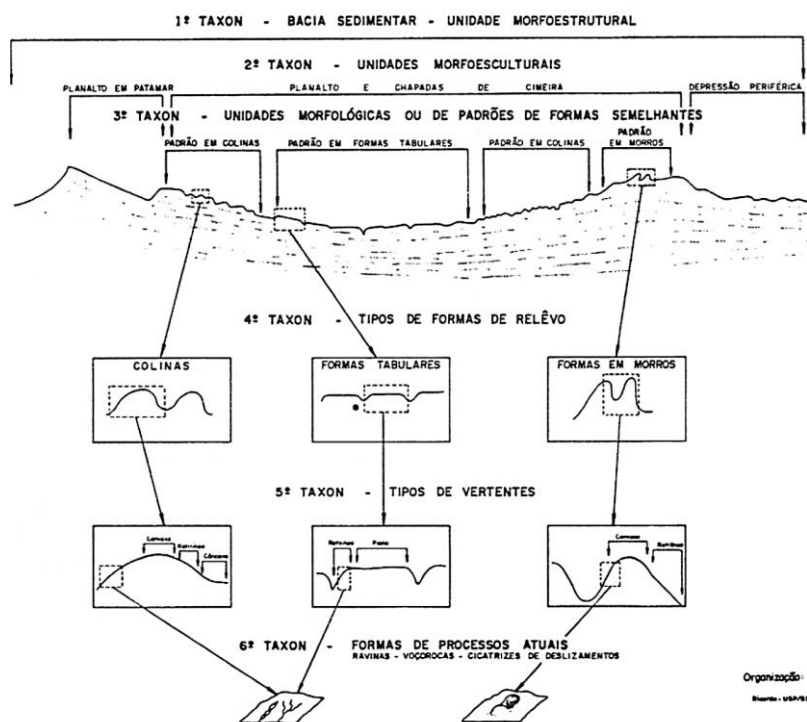 1º TAXON - BACIA SEDIMENTAR - UNIDADE MORFOESTRUTURAL
2º TAXON - UNIDADES MORFOESCULTURAIS
PLANALTO EM PATAMAR
PLANALTO E CHAPADAS DE CIMEIRA
DEPRESSÃO PERIFÉRICA
3º TAXON - UNIDADES MORFOLÓGICAS OU DE PADRÕES DE FORMAS SEMELHANTES
PADRÃO EM COLINAS
PADRÃO EM FORMAS TABULARES
PADRÃO EM COLINAS
PADRÃO
EM MORROS
4º TAXON - TIPOS DE FORMAS DE RELÊVO
COLINAS
FORMAS TABULARES
FORMAS EM MORROS
5º TAXON - TIPOS DE VERTENTES
Convexa
Retilínea
Côncava
Retilínea
Plana
Convexa
Retilínea
6º TAXON - FORMAS DE PROCESSOS ATUAIS
RAVINAS - VOÇOROCAS - CICATRIZES DE DESLIZAMENTOS
Organização: